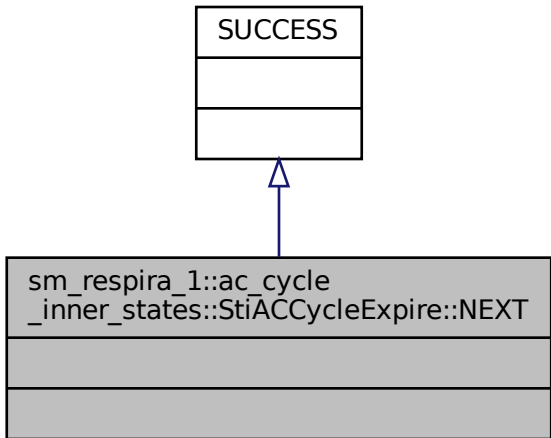 SUCCESS
sm_respira_1::ac_cycle
_inner_states::StiACCycleExpire::NEXT